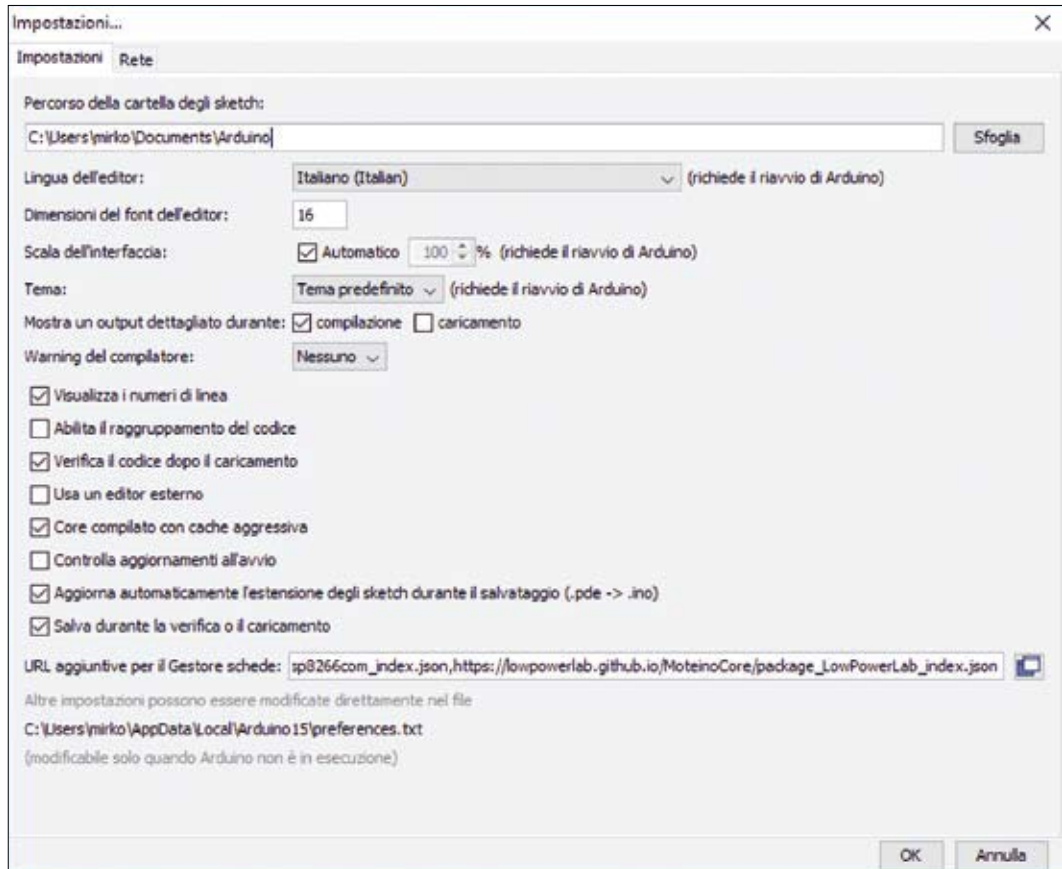 Impostazioni...
Impostazioni Rete
Percorso della cartella degli sketch:
C:\Users\mirko\Documents\Arduino Sfoglia
Lingua dell'editor: Italiano (Italian) (richiede il riavvio di Arduino)
Dimensioni del font dell'editor: 16
Scala dell'interfaccia: Automatico 100 % (richiede il riavvio di Arduino)
Tema: Tema predefinito (richiede il riavvio di Arduino)
Mostra un output dettagliato durante: compilazione caricamento
Warning del compilatore: Nessuno
Visualizza i numeri di linea
Abilita il raggruppamento del codice
Verifica il codice dopo il caricamento
Usa un editor esterno
Core compilato con cache aggressiva
Controlla aggiornamenti all'avvio
Aggiorna automaticamente l'estensione degli sketch durante il salvataggio (.pde -> .ino)
Salva durante la verifica o il caricamento
URL aggiuntive per il Gestore schede: sp8266com_index.json,https://lowpowerlab.github.io/MoteinoCore/package_LowPowerLab_index.json
Altre impostazioni possono essere modificate direttamente nel file
C:\Users\mirko\AppData\Local\Arduino15\preferences.txt
(modificabile solo quando Arduino non è in esecuzione)
OK Annulla